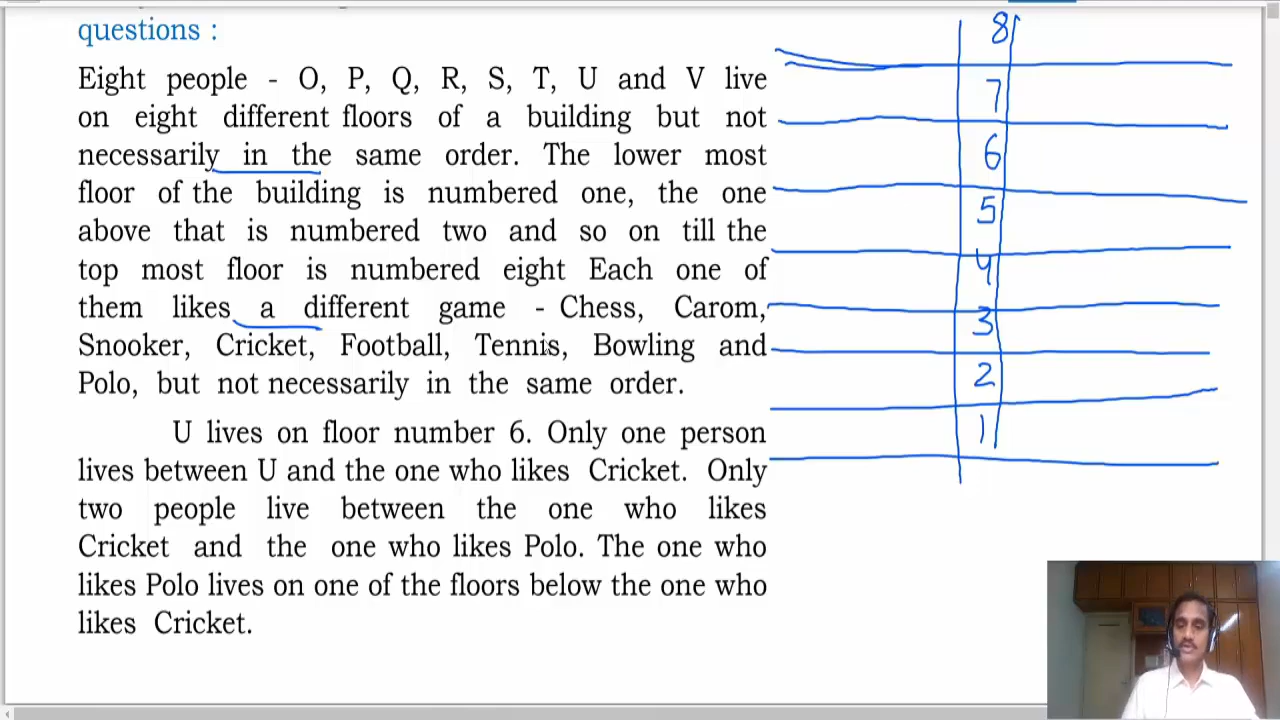 questions :
Eight people - O, P, Q, R, S, T, U and V live
on eight different floors of a building but not
necessarily in the same order. The lower most
floor of the building is numbered one, the one
above that is numbered two and so on till the
top most floor is numbered eight Each one of
them likes a different game - Chess, Carom,
Snooker, Cricket, Football, Tennis, Bowling and
Polo, but not necessarily in the same order.
U lives on floor number 6. Only one person
lives between U and the one who likes Cricket. Only
two people live between the one who likes
Cricket and the one who likes Polo. The one who
likes Polo lives on one of the floors below the one who
likes Cricket.
8
7
6
5
4
3
2
1